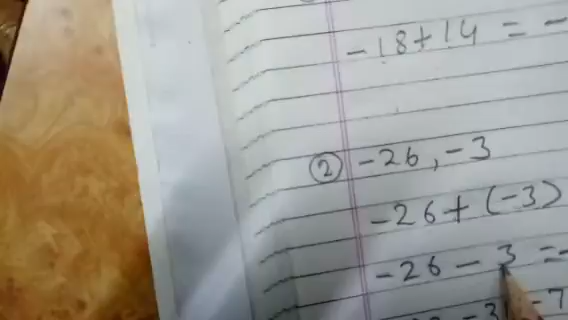 -18+14 = -
② -26, -3
-26+(-3)
-26 - 3 = -